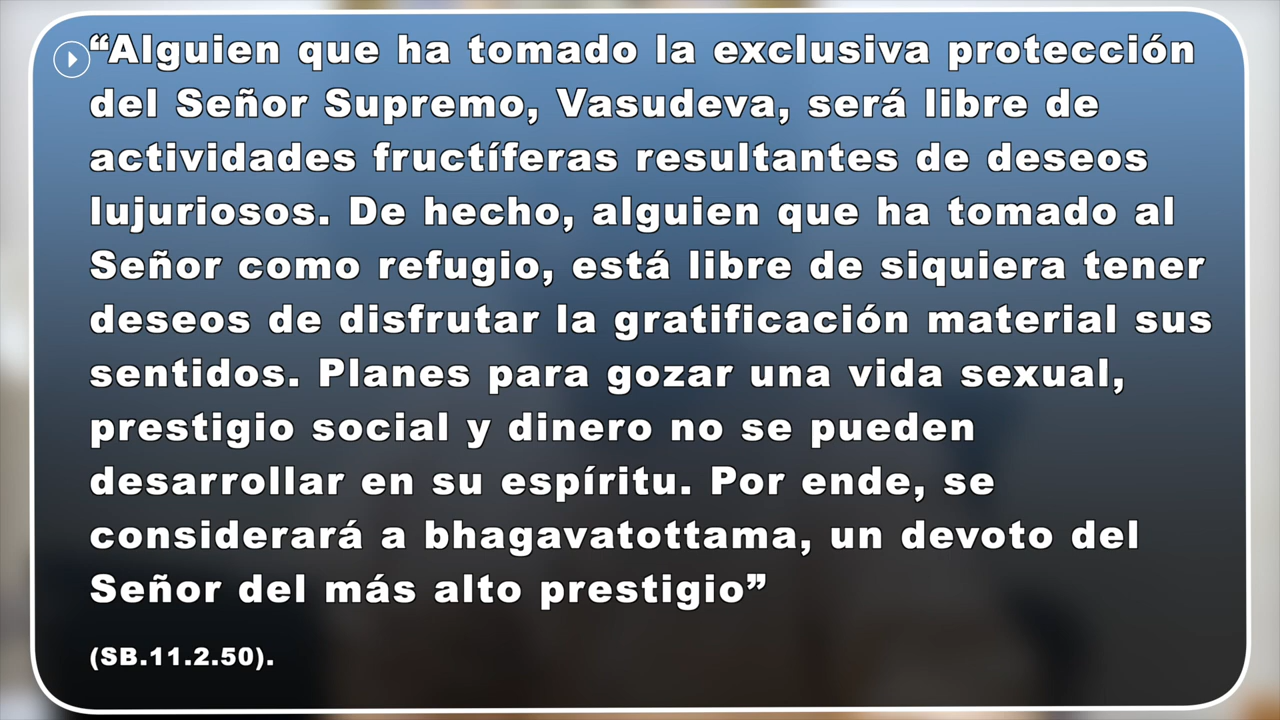 “Alguien que ha tomado la exclusiva protección
del Señor Supremo, Vasudeva, será libre de
actividades fructíferas resultantes de deseos
lujuriosos. De hecho, alguien que ha tomado al
Señor como refugio, está libre de siquiera tener
deseos de disfrutar la gratificación material sus
sentidos. Planes para gozar una vida sexual,
prestigio social y dinero no se pueden
desarrollar en su espíritu. Por ende, se
considerará a bhagavatottama, un devoto del
Señor del más alto prestigio”
(SB.11.2.50).